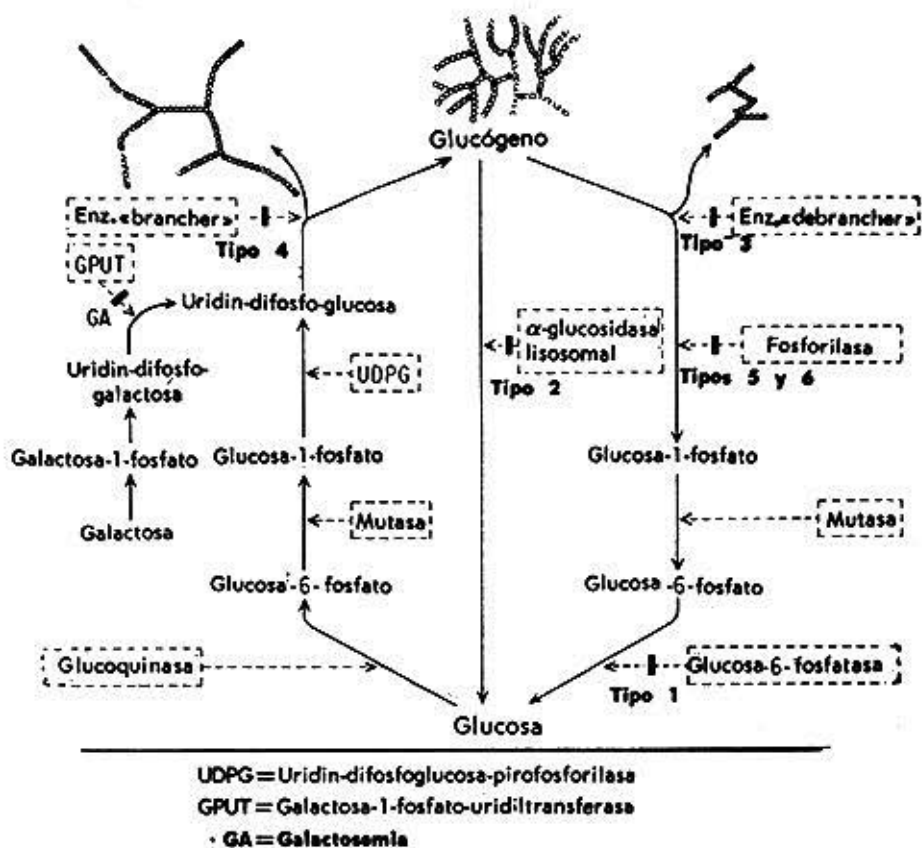 Glucógeno
Enz.«brancher»
Tipo 4
Enz.«debrancher»
Tipo 3
GPUT
GA
Uridin-difosfo-glucosa
α-glucosidasa
lisosomal
Tipo 2
Fosforilasa
Tipos 5 y 6
Uridin-difosfo-
galactosa
UDPG
Galactosa-1-fosfato
Glucosa-1-fosfato
Glucosa-1-fosfato
Galactosa
Mutasa
Mutasa
Glucosa-6-fosfato
Glucosa-6-fosfato
Glucoquinasa
Glucosa-6-fosfatasa
Tipo 1
Glucosa
UDPG=Uridin-difosfoglucosa-pirofosforilasa
GPUT=Galactosa-1-fosfato-uridiltransferasa
GA=Galactosemia